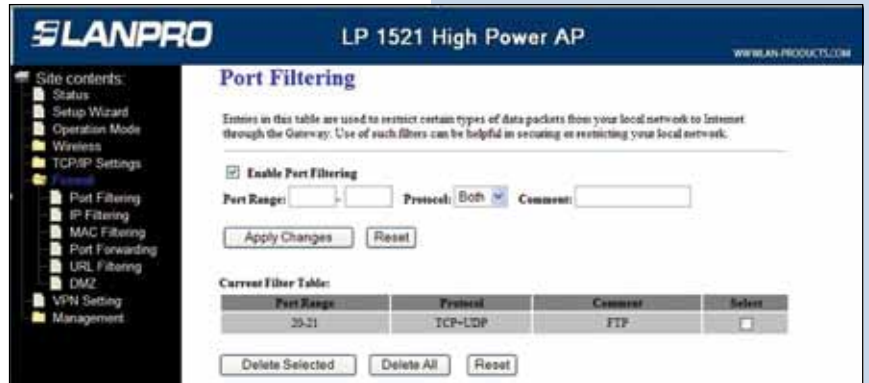 SLANPRO
LP 1521 High Power AP
WWW.LAN-PRODUCTS.COM
Site contents:
Status
Setup Wizard
Operation Mode
Wireless
TCP/IP Settings
Firewall
Port Filtering
IP Filtering
MAC Filtering
Port Forwarding
URL Filtering
DMZ
VPN Setting
Management
Port Filtering
Entries in this table are used to restrict certain types of data packets from your local network to Internet
through the Gateway. Use of such filters can be helpful in securing or restricting your local network.
Enable Port Filtering
Port Range: - Protocol: Both Comment:
Apply Changes Reset
Current Filter Table:
Port Range Protocol Comment Select
20-21 TCP+UDP FTP
Delete Selected Delete All Reset